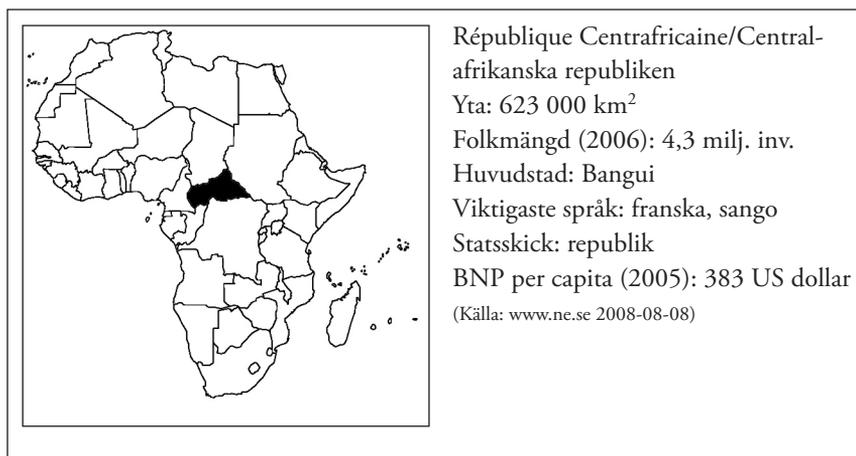 République Centrafricaine/Central-
afrikanska republiken
Yta: 623 000 km²
Folkmängd (2006): 4,3 milj. inv.
Huvudstad: Bangui
Viktigaste språk: franska, sango
Statsskick: republik
BNP per capita (2005): 383 US dollar
(Källa: www.ne.se 2008-08-08)